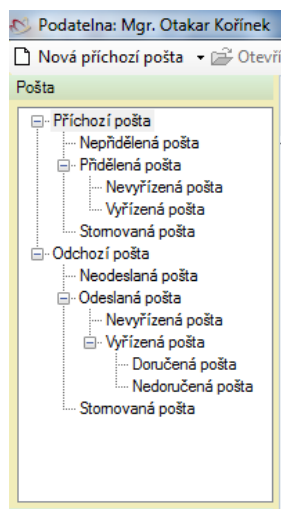 Podatelna: Mgr. Otakar Kořínek
Nová příchozí pošta Otevří
Pošta
Příchozí pošta
Nepřidělená pošta
Přidělená pošta
Nevyřízená pošta
Vyřízená pošta
Stornovaná pošta
Odchozí pošta
Neodeslaná pošta
Odeslaná pošta
Nevyřízená pošta
Vyřízená pošta
Doručená pošta
Nedoručená pošta
Stornovaná pošta